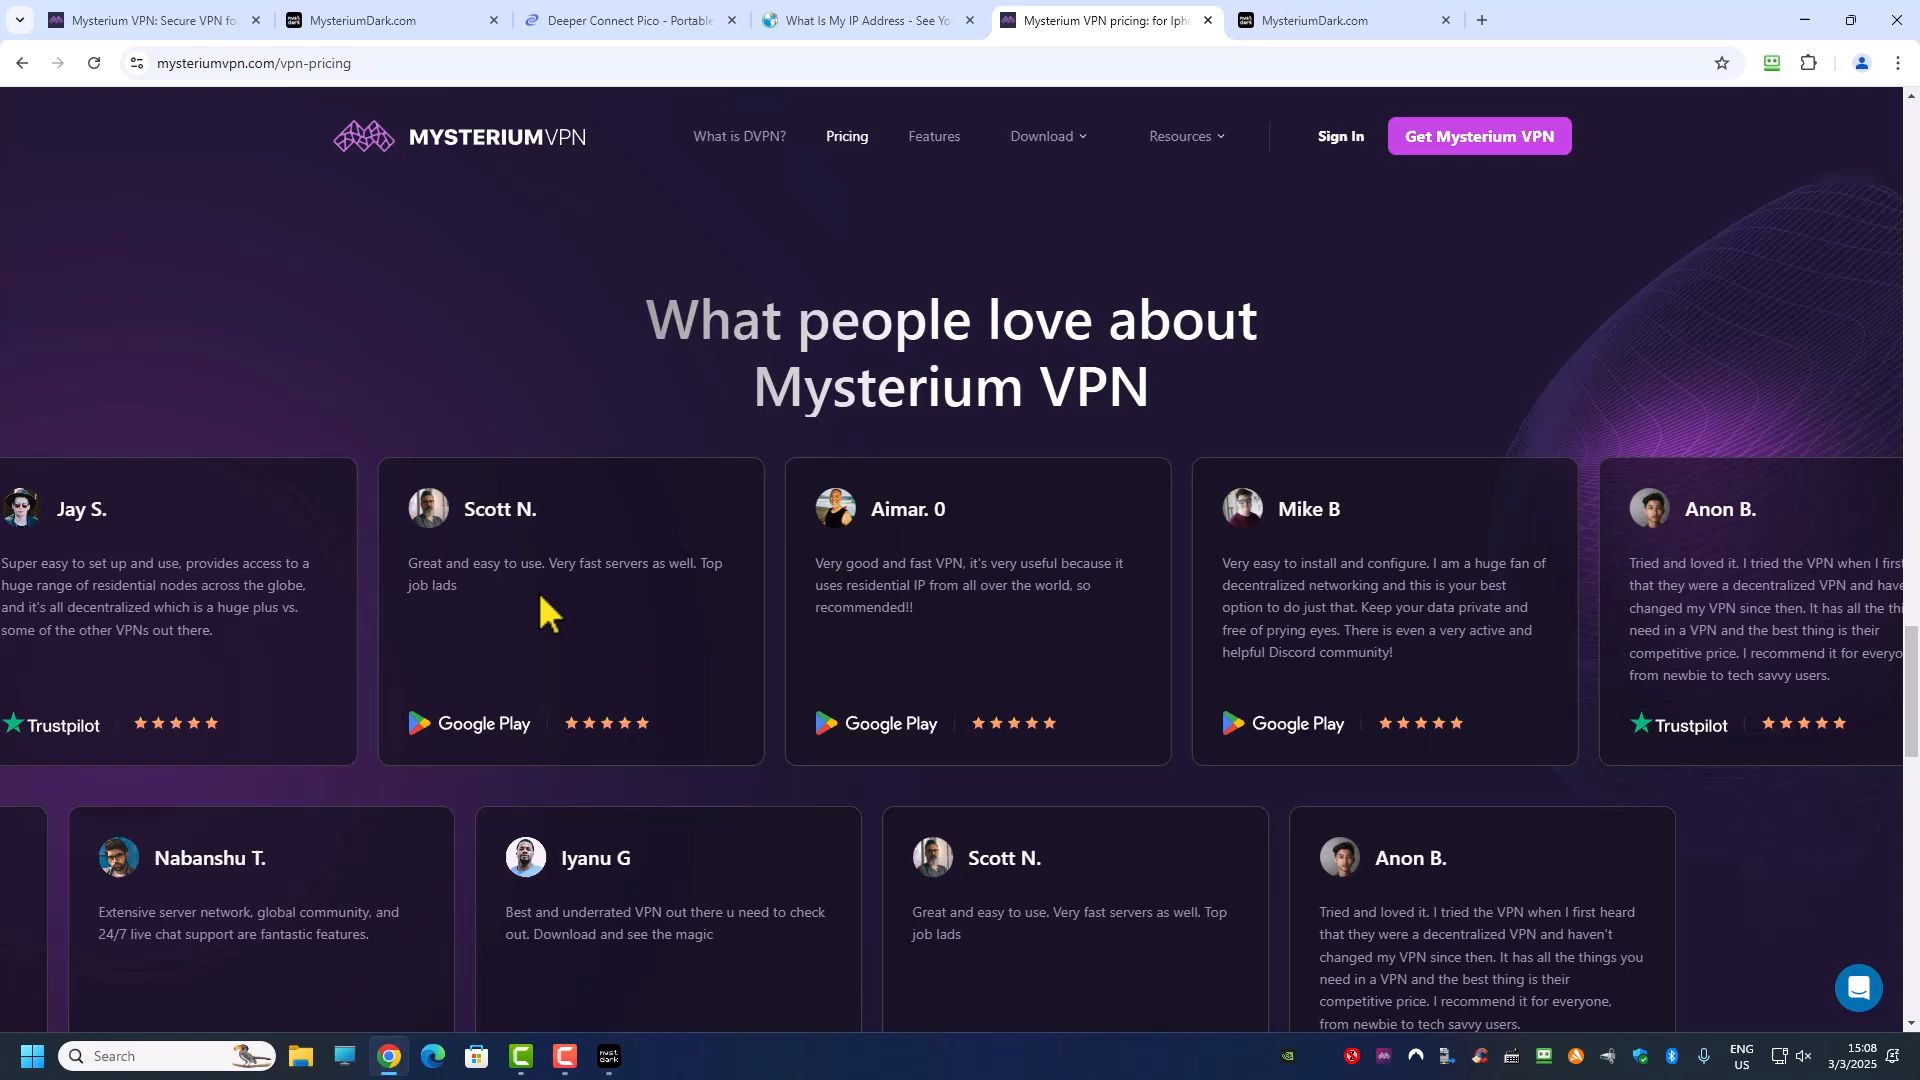 Mysterium VPN: Secure VPN fo
MysteriumDark.com
Deeper Connect Pico - Portable
What Is My IP Address - See Yo
Mysterium VPN pricing: for Iph
MysteriumDark.com
mysteriumvpn.com/vpn-pricing
MYSTERIUMVPN
What is DVPN?
Pricing
Features
Download
Resources
Sign In
Get Mysterium VPN
What people love about
Mysterium VPN
Jay S.
Super easy to set up and use, provides access to a
huge range of residential nodes across the globe,
and it's all decentralized which is a huge plus vs.
some of the other VPNs out there.
Trustpilot
Scott N.
Great and easy to use. Very fast servers as well. Top
job lads
Google Play
Aimar. 0
Very good and fast VPN, it's very useful because it
uses residential IP from all over the world, so
recommended!!
Google Play
Mike B
Very easy to install and configure. I am a huge fan of
decentralized networking and this is your best
option to do just that. Keep your data private and
free of prying eyes. There is even a very active and
helpful Discord community!
Google Play
Anon B.
Tried and loved it. I tried the VPN when I first
that they were a decentralized VPN and have
changed my VPN since then. It has all the thi
need in a VPN and the best thing is their
competitive price. I recommend it for everyo
from newbie to tech savvy users.
Trustpilot
Nabanshu T.
Extensive server network, global community, and
24/7 live chat support are fantastic features.
Iyanu G
Best and underrated VPN out there u need to check
out. Download and see the magic
Scott N.
Great and easy to use. Very fast servers as well. Top
job lads
Anon B.
Tried and loved it. I tried the VPN when I first heard
that they were a decentralized VPN and haven't
changed my VPN since then. It has all the things you
need in a VPN and the best thing is their
competitive price. I recommend it for everyone,
from newbie to tech savvy users.
Search
myst
dark
ENG
US
15:08
3/3/2025